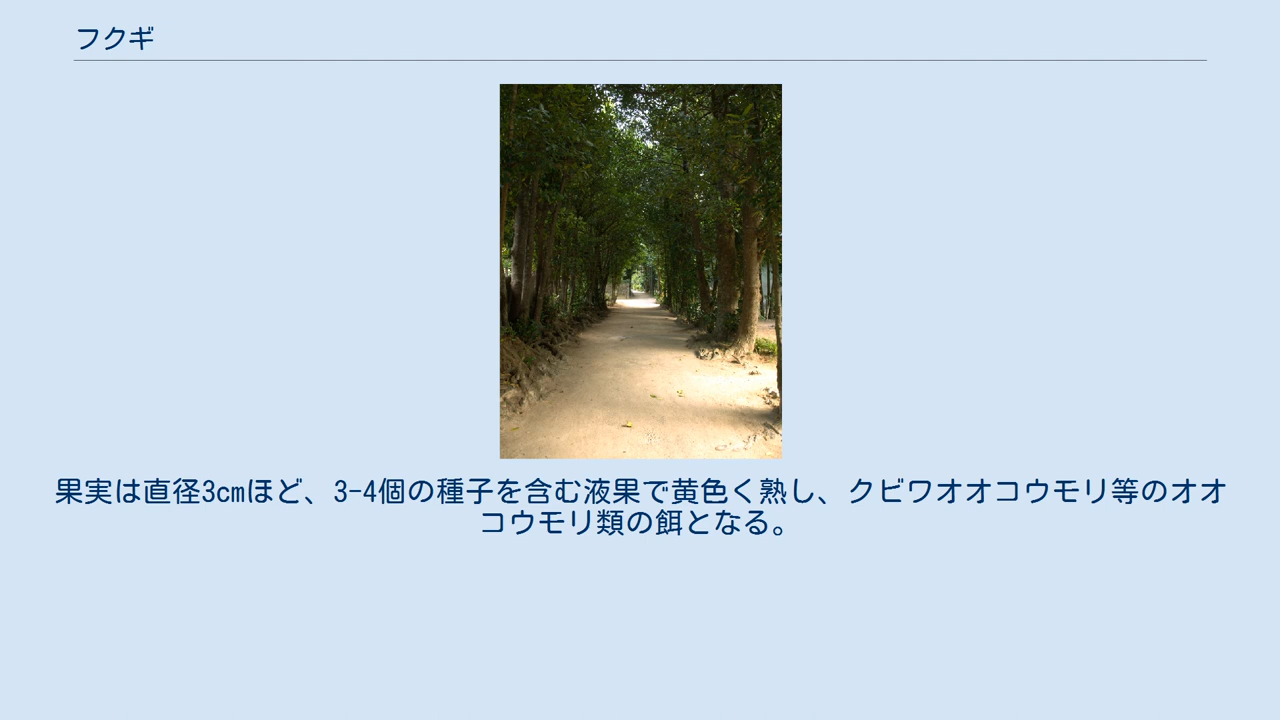 フクギ
果実は直径3cmほど、3-4個の種子を含む液果で黄色く熟し、クビワオオコウモリ等のオオ
コウモリ類の餌となる。